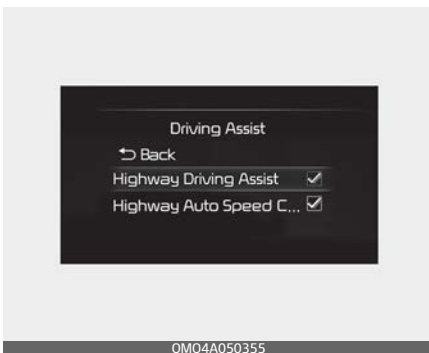 Driving Assist
Back
Highway Driving Assist
Highway Auto Speed C...
OMO4A050355